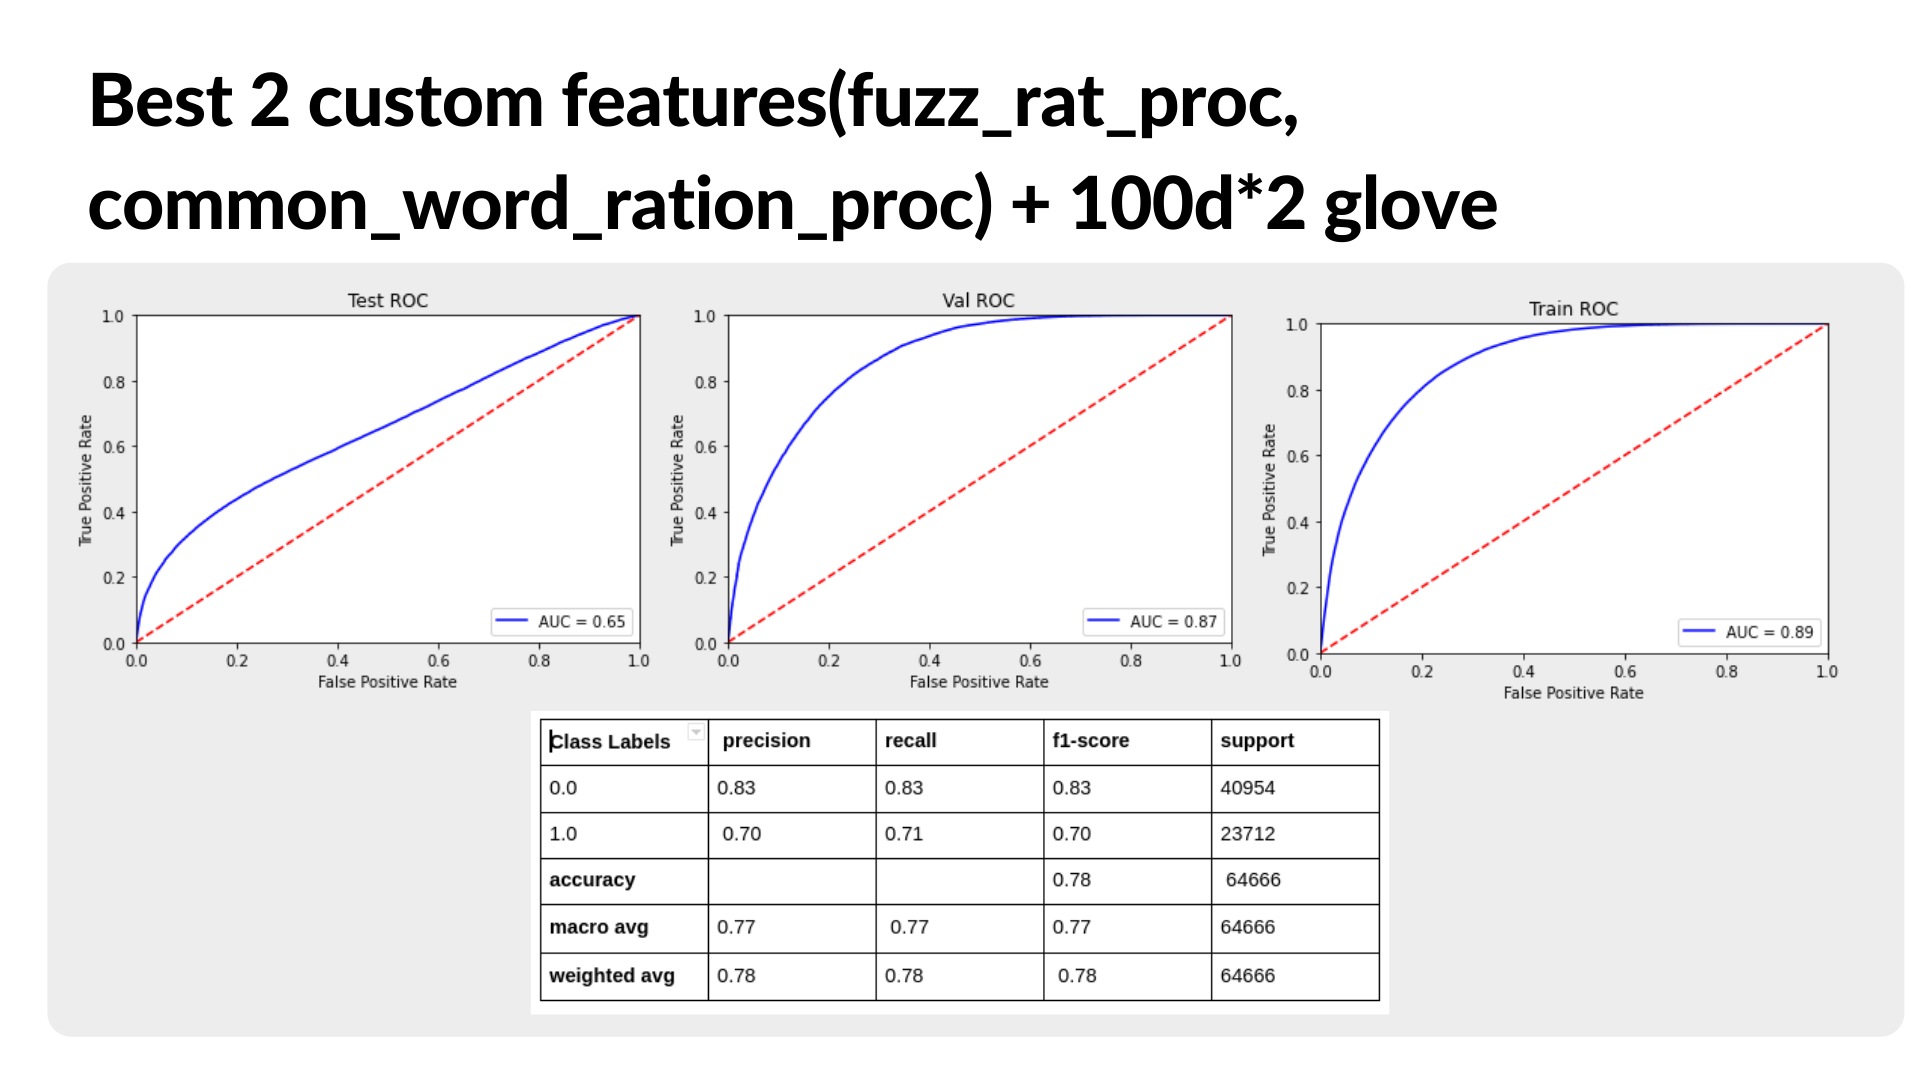 Best 2 custom features(fuzz_rat_proc,
common_word_ration_proc) + 100d*2 glove
Test ROC
1.0
0.8
0.6
0.4
0.2
0.0
True Positive Rate
AUC = 0.65
0.0 0.2 0.4 0.6 0.8 1.0
False Positive Rate
Val ROC
1.0
0.8
0.6
0.4
0.2
0.0
True Positive Rate
AUC = 0.87
0.0 0.2 0.4 0.6 0.8 1.0
False Positive Rate
Train ROC
1.0
0.8
0.6
0.4
0.2
0.0
True Positive Rate
AUC = 0.89
0.0 0.2 0.4 0.6 0.8 1.0
False Positive Rate
Class Labels precision recall f1-score support
0.0 0.83 0.83 0.83 40954
1.0 0.70 0.71 0.70 23712
accuracy 0.78 64666
macro avg 0.77 0.77 0.77 64666
weighted avg 0.78 0.78 0.78 64666